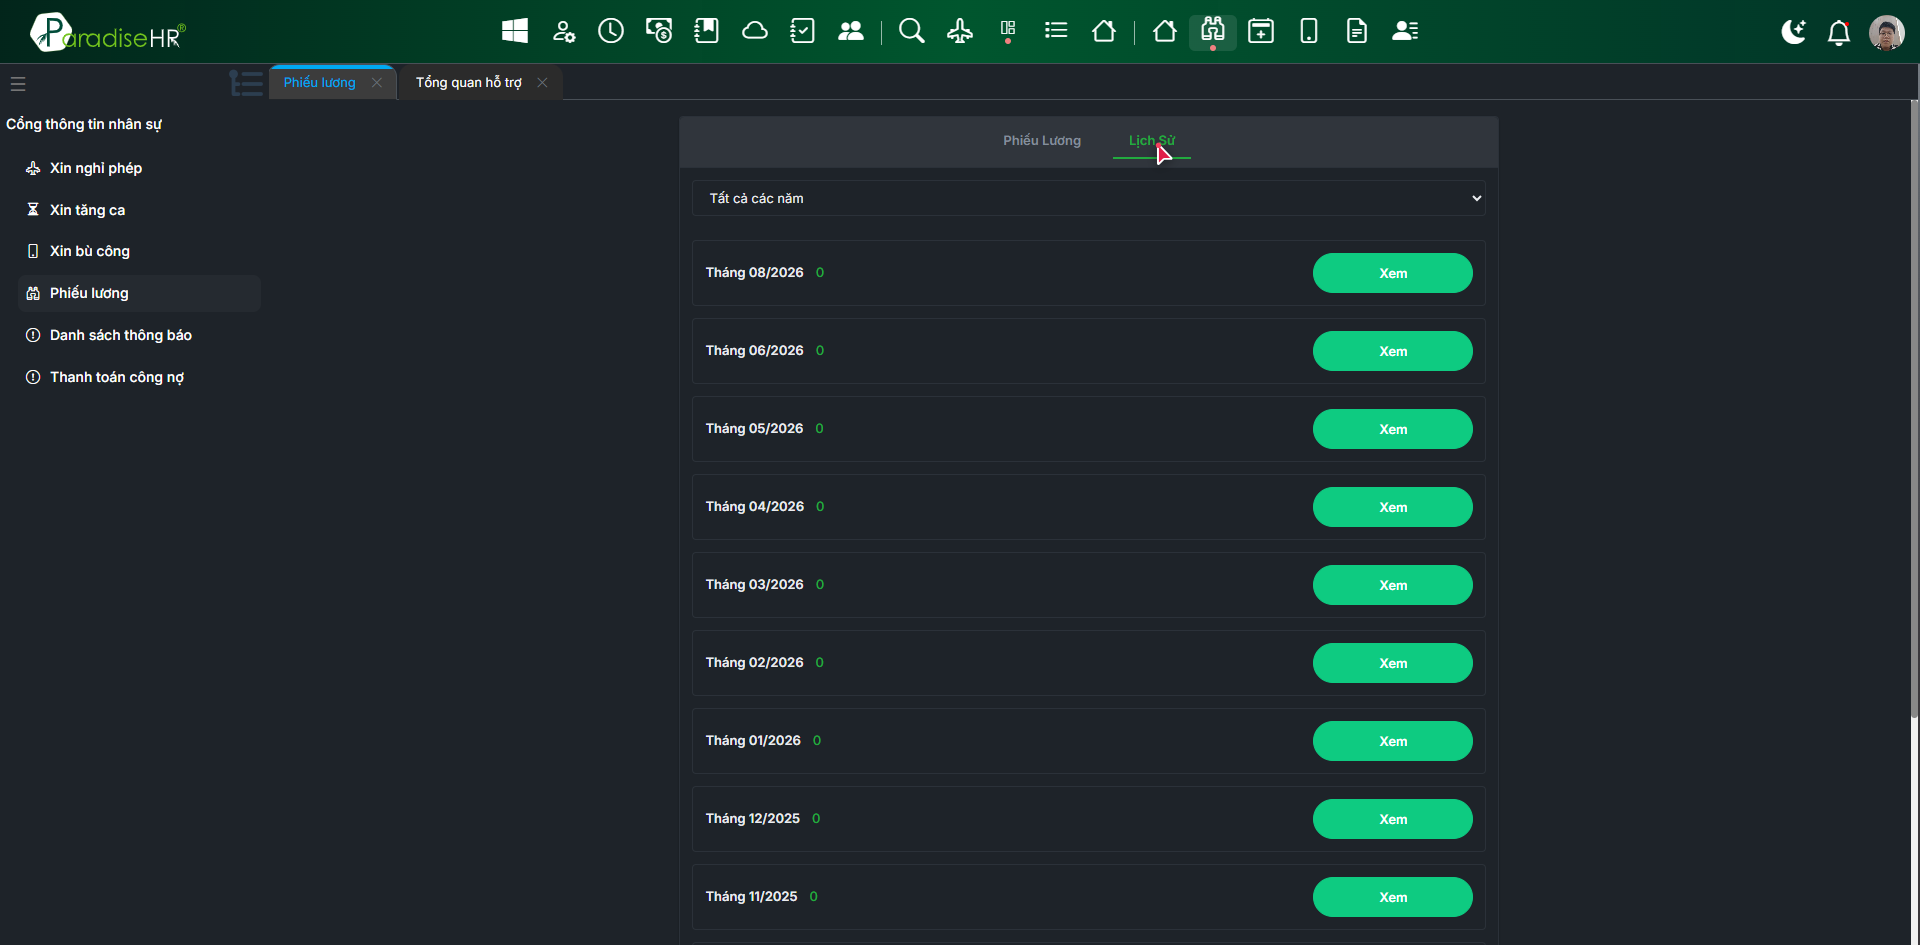 ParadiseHR®
Phiếu lương
Tổng quan hỗ trợ
Cổng thông tin nhân sự
Xin nghỉ phép
Xin tăng ca
Xin bù công
Phiếu lương
Danh sách thông báo
Thanh toán công nợ
Phiếu Lương
Lịch Sử
Tất cả các năm
Tháng 08/2026 0 Xem
Tháng 06/2026 0 Xem
Tháng 05/2026 0 Xem
Tháng 04/2026 0 Xem
Tháng 03/2026 0 Xem
Tháng 02/2026 0 Xem
Tháng 01/2026 0 Xem
Tháng 12/2025 0 Xem
Tháng 11/2025 0 Xem